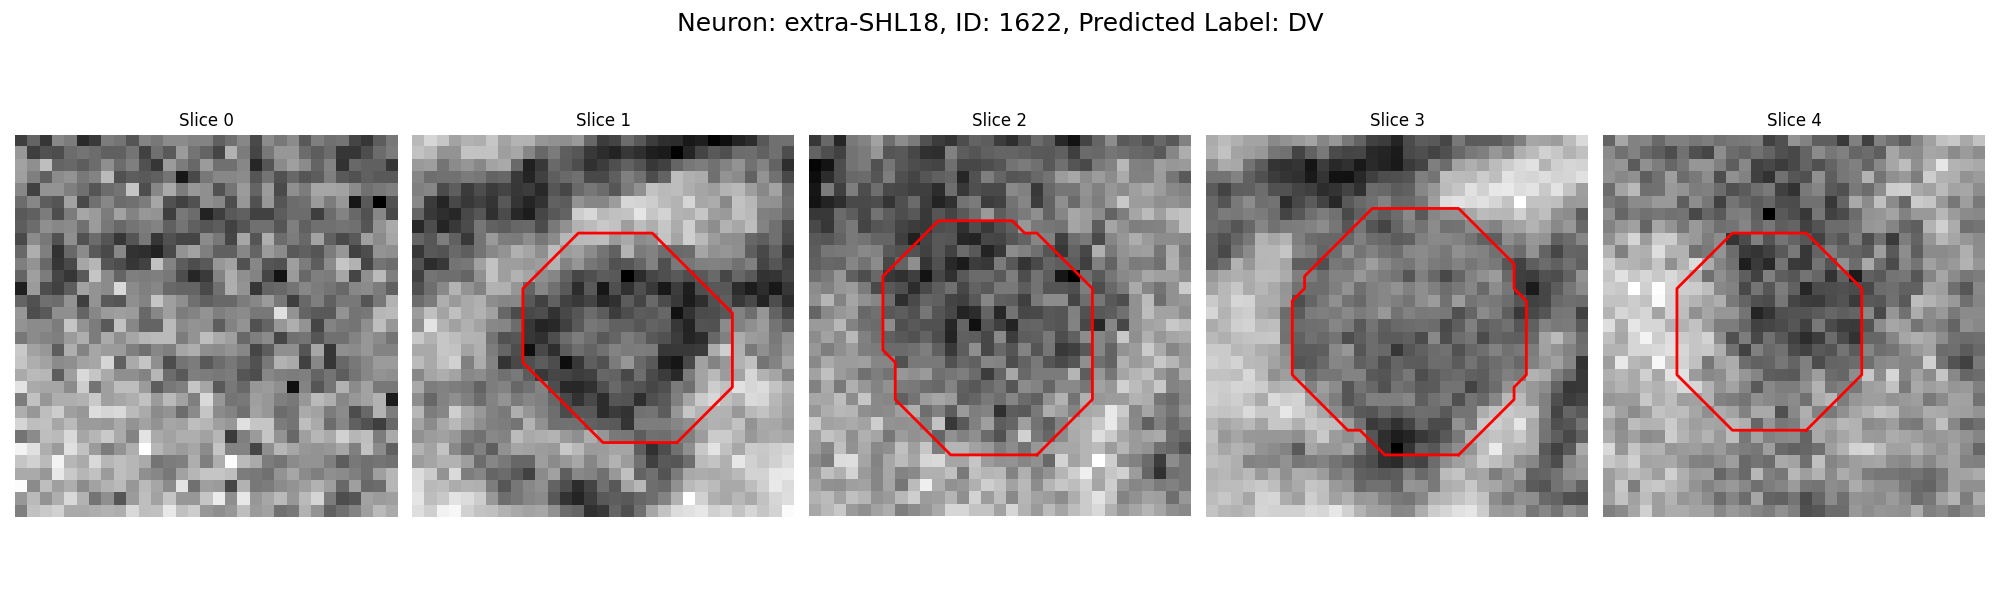 Neuron: extra-SHL18, ID: 1622, Predicted Label: DV
Slice 0
Slice 1
Slice 2
Slice 3
Slice 4